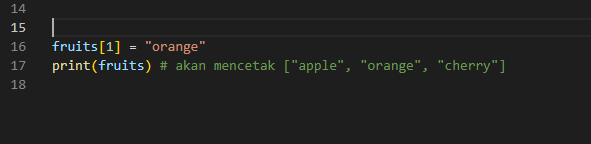 14
15
16 fruits[1] = "orange"
17 print(fruits) # akan mencetak ["apple", "orange", "cherry"]
18